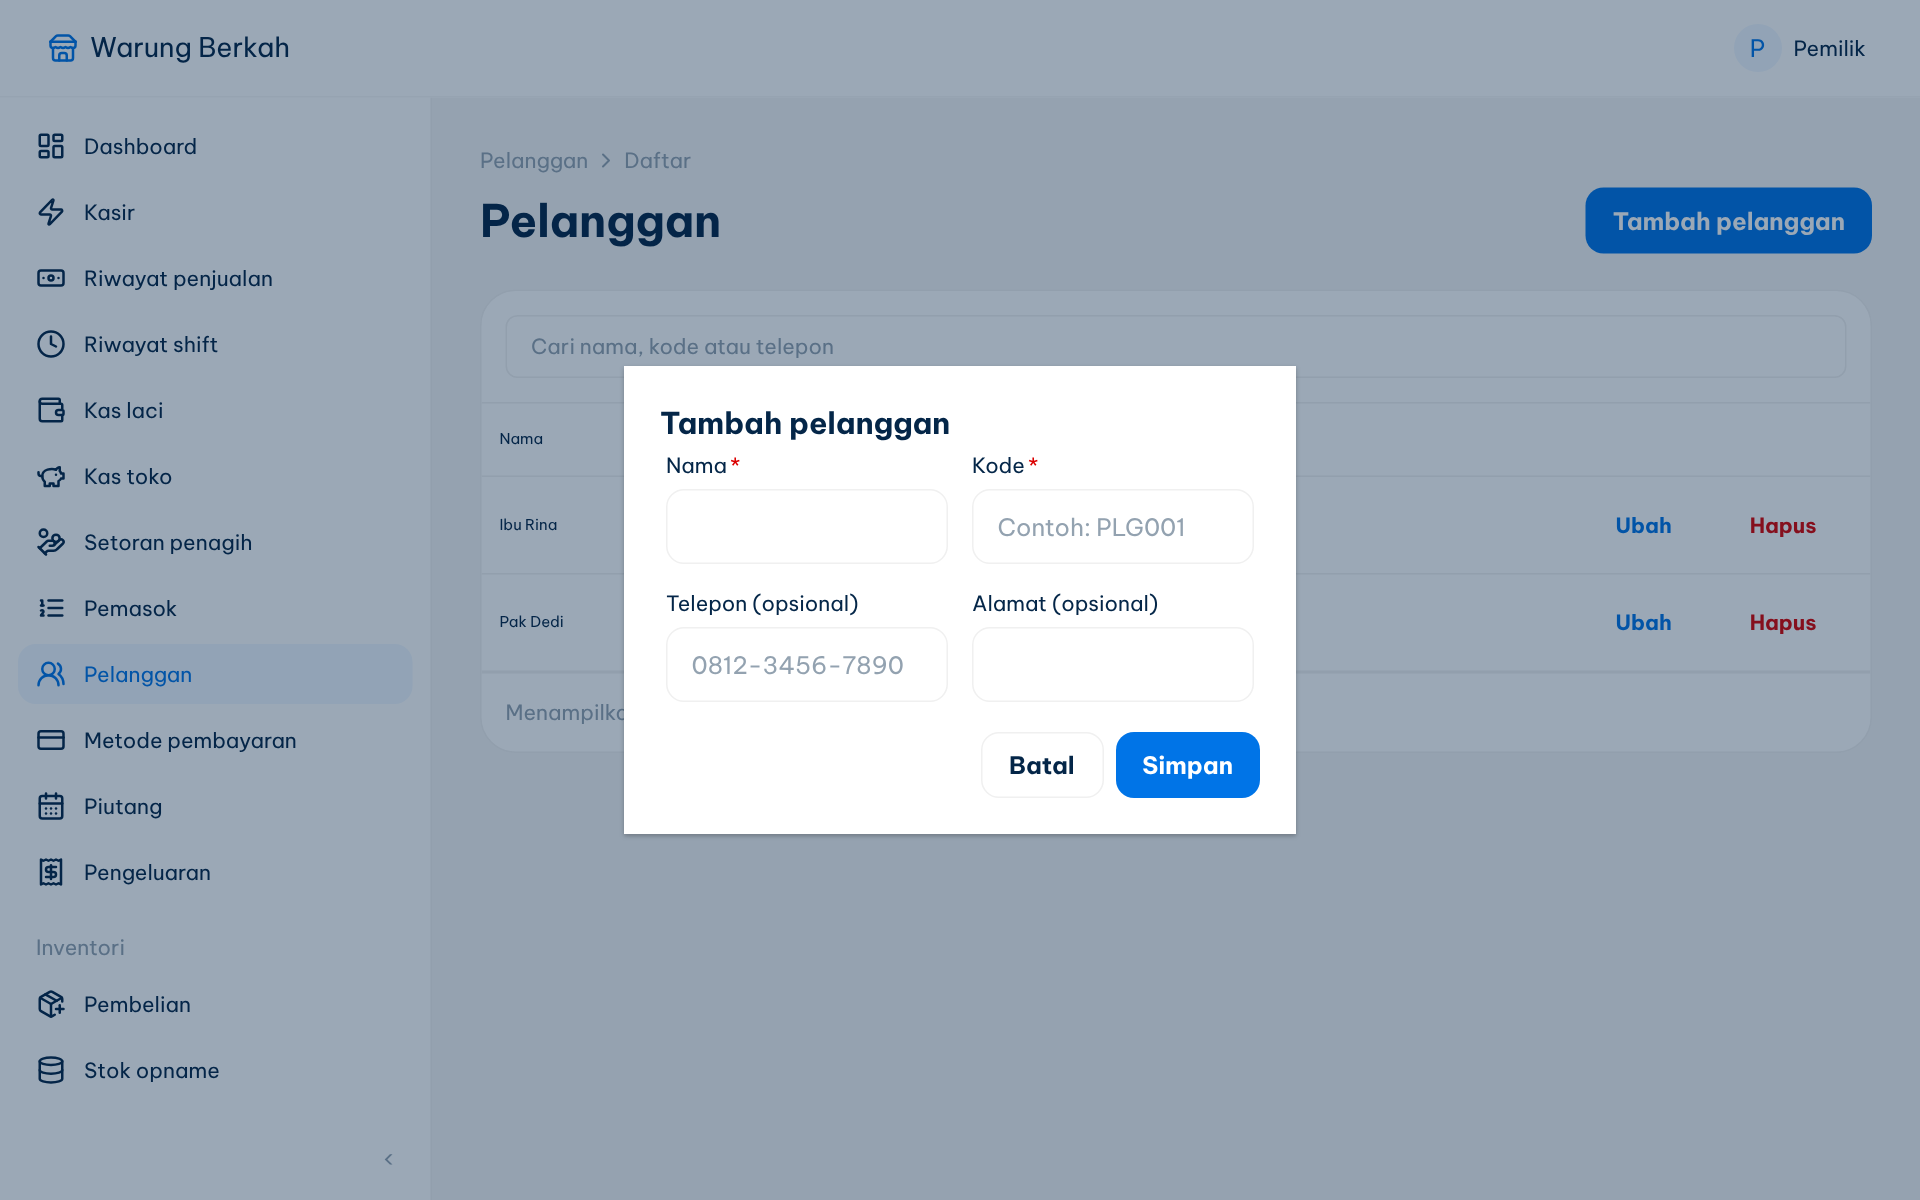 Warung Berkah
P Pemilik
Dashboard
Kasir
Riwayat penjualan
Riwayat shift
Kas laci
Kas toko
Setoran penagih
Pemasok
Pelanggan
Metode pembayaran
Piutang
Pengeluaran
Inventori
Pembelian
Stok opname
Pelanggan > Daftar
Pelanggan
Tambah pelanggan
Cari nama, kode atau telepon
Nama
Ibu Rina
Ubah Hapus
Pak Dedi
Ubah Hapus
Tambah pelanggan
Nama *
Kode *
Contoh: PLG001
Telepon (opsional)
Alamat (opsional)
0812-3456-7890
Batal
Simpan